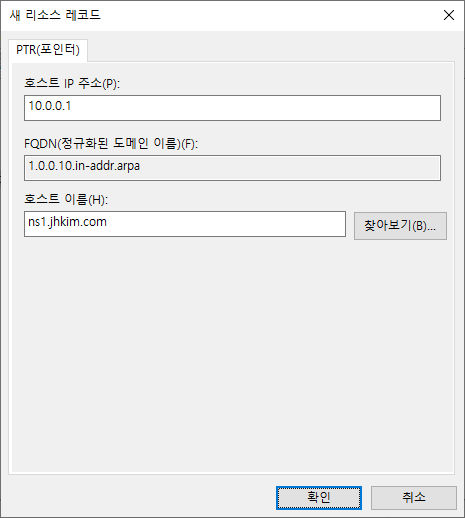 새 리소스 레코드
PTR(포인터)
호스트 IP 주소(P):
10.0.0.1
FQDN(정규화된 도메인 이름)(F):
1.0.0.10.in-addr.arpa
호스트 이름(H):
ns1.jhkim.com
찾아보기(B)...
확인
취소